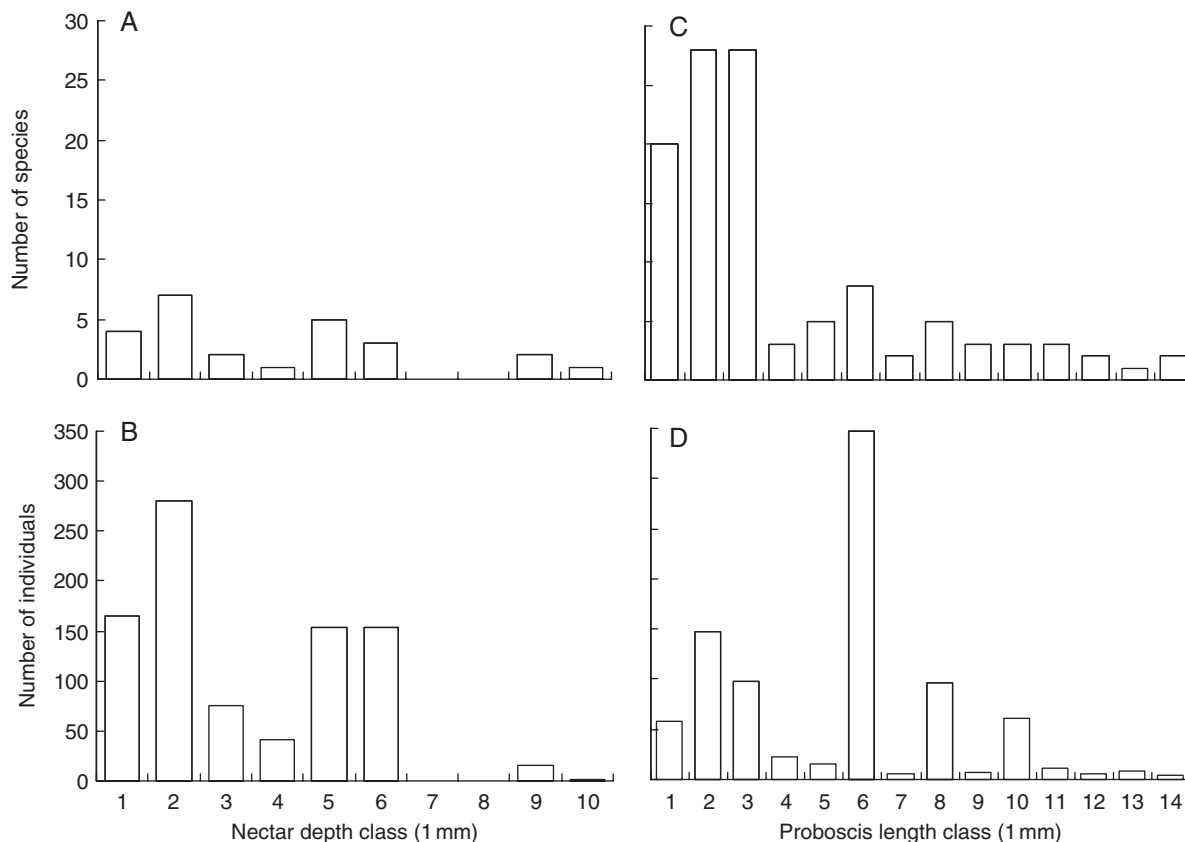 A
30
25
20
15
10
5
0
Number of species
C
B
350
300
250
200
150
100
50
0
Number of individuals
1 2 3 4 5 6 7 8 9 10
Nectar depth class (1 mm)
D
1 2 3 4 5 6 7 8 9 10 11 12 13 14
Proboscis length class (1 mm)